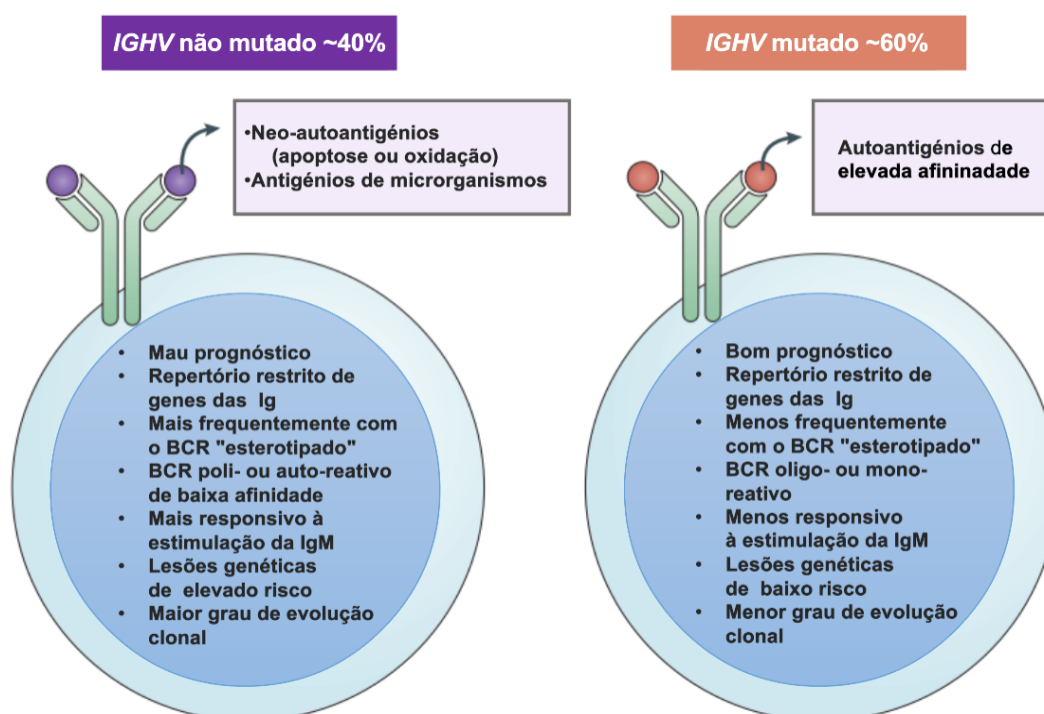 IGHV não mutado ~40%
•Neo-autoantigénios
(apoptose ou oxidação)
•Antigénios de microrganismos
• Mau prognóstico
• Repertório restrito de
genes das Ig
• Mais frequentemente com
o BCR "esterotipado"
• BCR poli- ou auto-reativo
de baixa afinidade
• Mais responsivo à
estimulação da IgM
• Lesões genéticas
de elevado risco
• Maior grau de evolução
clonal
IGHV mutado ~60%
Autoantigénios de
elevada afininadade
• Bom prognóstico
• Repertório restrito de
genes das Ig
• Menos frequentemente
com o BCR "esterotipado"
• BCR oligo- ou mono-
reativo
• Menos responsivo
à estimulação da IgM
• Lesões genéticas
de baixo risco
• Menor grau de evolução
clonal